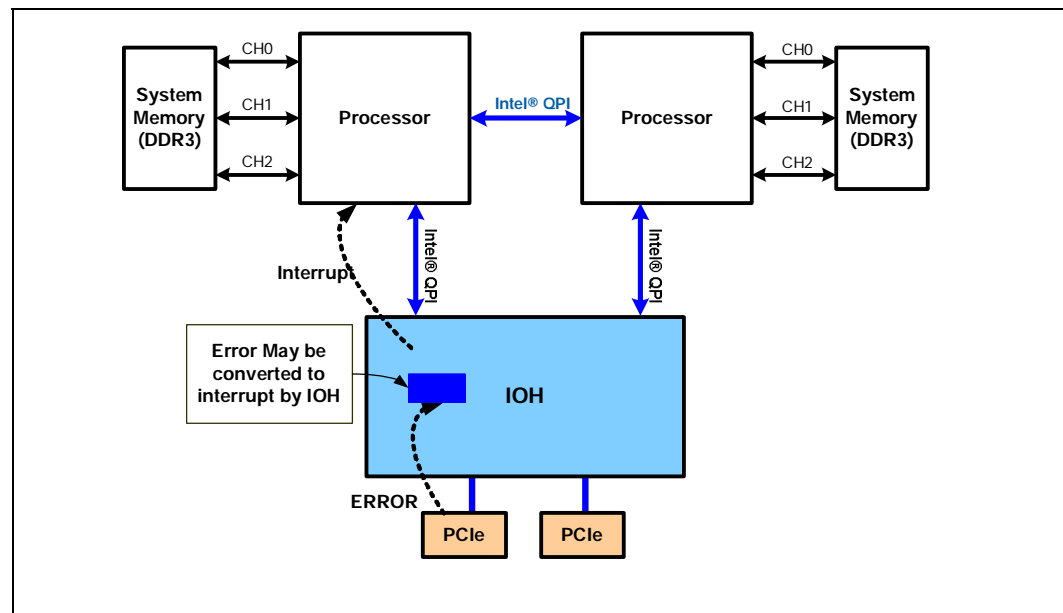 CH0
CH1
CH2
System
Memory
(DDR3)
Processor
Intel® QPI
Processor
CH0
CH1
CH2
System
Memory
(DDR3)
Interrupt
Intel® QPI
Intel® QPI
Error May be
converted to
interrupt by IOH
IOH
ERROR
PCIe
PCIe